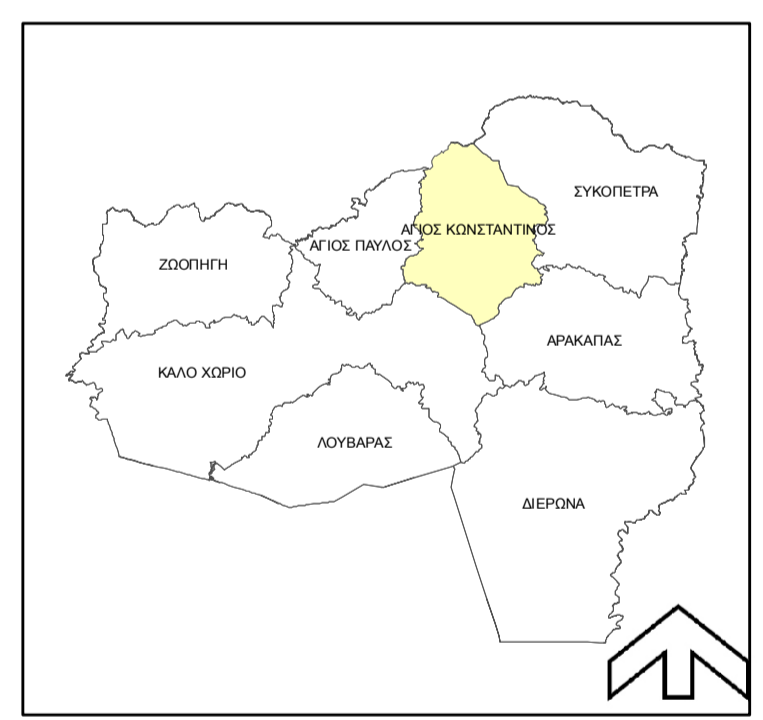 ΣΥΚΟΠΕΤΡΑ
ΑΓΙΟΣ ΚΩΝΣΤΑΝΤΙΝΟΣ
ΑΓΙΟΣ ΠΑΥΛΟΣ
ΖΩΟΠΗΓΗ
ΑΡΑΚΑΠΑΣ
ΚΑΛΟ ΧΩΡΙΟ
ΛΟΥΒΑΡΑΣ
ΔΙΕΡΩΝΑ